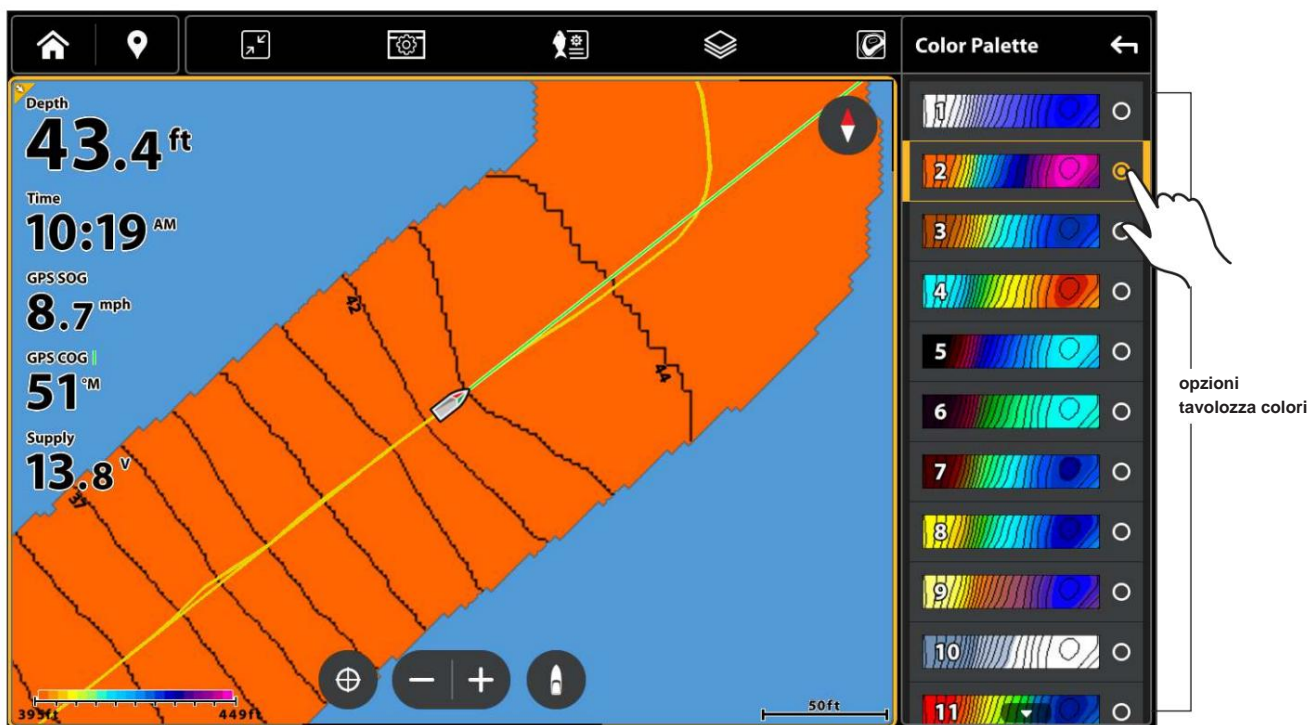 Color Palette
Depth
43.4 ft
Time
10:19 AM
GPS SOG
8.7 mph
GPS COG
51°M
Supply
13.8 V
42
44
37
395ft
449ft
50ft
1
2
3
4
5
6
7
8
9
10
11
opzioni
tavolozza colori